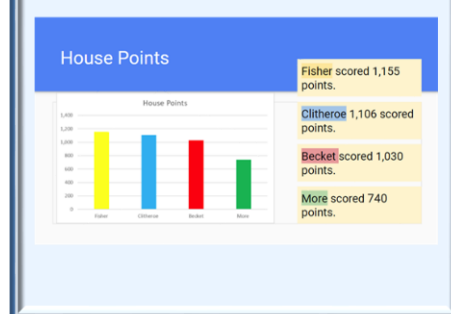 House Points
Fisher scored 1,155
points.
Clitheroe 1,106 scored
points.
Becket scored 1,030
points.
More scored 740
points.
House Points
1,400
1,200
1,000
800
600
400
200
0
Fisher Clitheroe Becket More